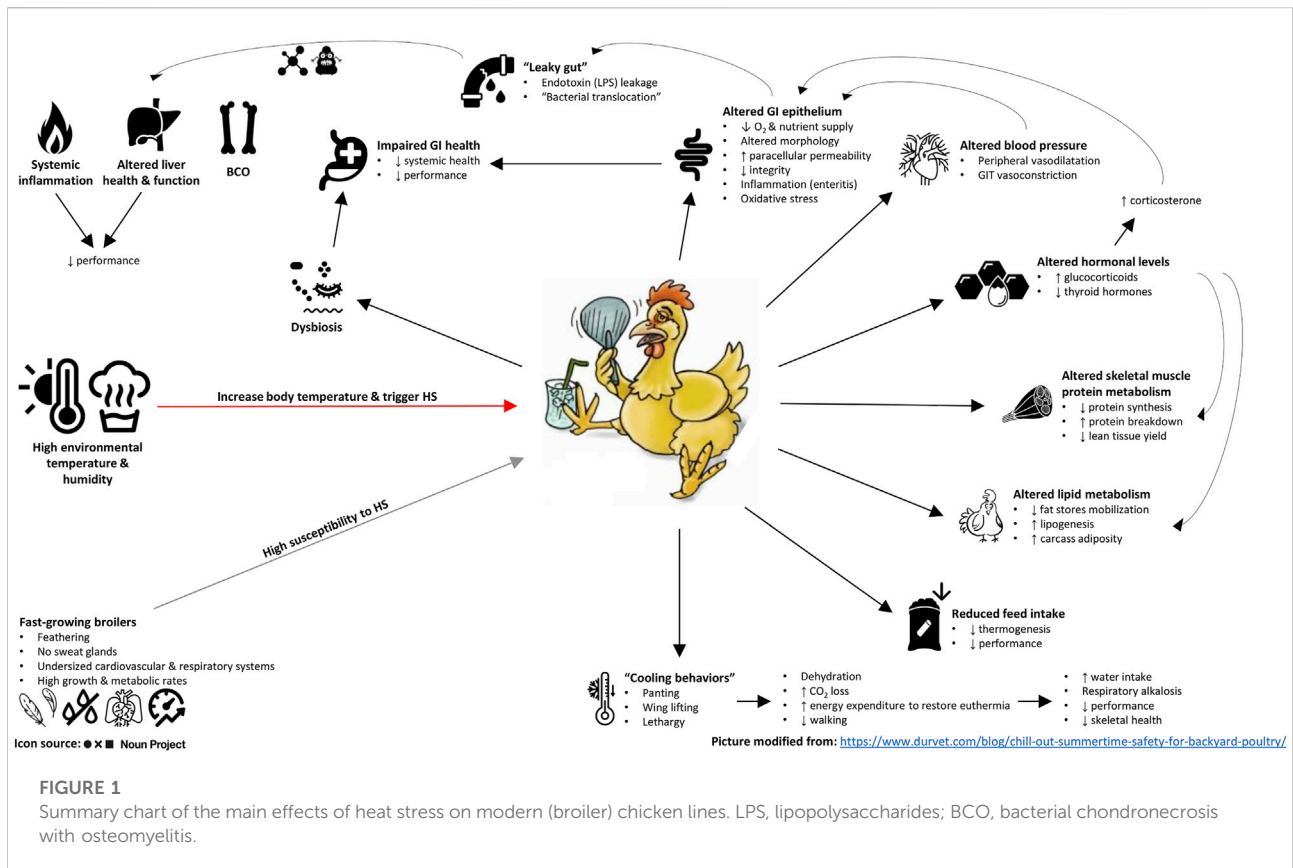 "Leaky gut"
• Endotoxin (LPS) leakage
• "Bacterial translocation"
Systemic
inflammation
Altered liver
health & function
BCO
↓ performance
Impaired GI health
• ↓ systemic health
• ↓ performance
Altered GI epithelium
• ↓ O₂ & nutrient supply
• Altered morphology
• ↑ paracellular permeability
• ↓ integrity
• Inflammation (enteritis)
• Oxidative stress
Altered blood pressure
• Peripheral vasodilatation
• GIT vasoconstriction
↑ corticosterone
Altered hormonal levels
• ↑ glucocorticoids
• ↓ thyroid hormones
Dysbiosis
High environmental
temperature &
humidity
Increase body temperature & trigger HS
Altered skeletal muscle
protein metabolism
• ↓ protein synthesis
• ↑ protein breakdown
• ↓ lean tissue yield
Altered lipid metabolism
• ↓ fat stores mobilization
• ↑ lipogenesis
• ↑ carcass adiposity
High susceptibility to HS
Reduced feed intake
• ↓ thermogenesis
• ↓ performance
Fast-growing broilers
• Feathering
• No sweat glands
• Undersized cardiovascular & respiratory systems
• High growth & metabolic rates
Icon source: Noun Project
"Cooling behaviors"
• Panting
• Wing lifting
• Lethargy
• Dehydration
• ↑ CO₂ loss
• ↑ energy expenditure to restore euthermia
• ↓ walking
• ↑ water intake
• Respiratory alkalosis
• ↓ performance
• ↓ skeletal health
Picture modified from: https://www.durvet.com/blog/chill-out-summertime-safety-for-backyard-poultry/
FIGURE 1
Summary chart of the main effects of heat stress on modern (broiler) chicken lines. LPS, lipopolysaccharides; BCO, bacterial chondronecrosis
with osteomyelitis.